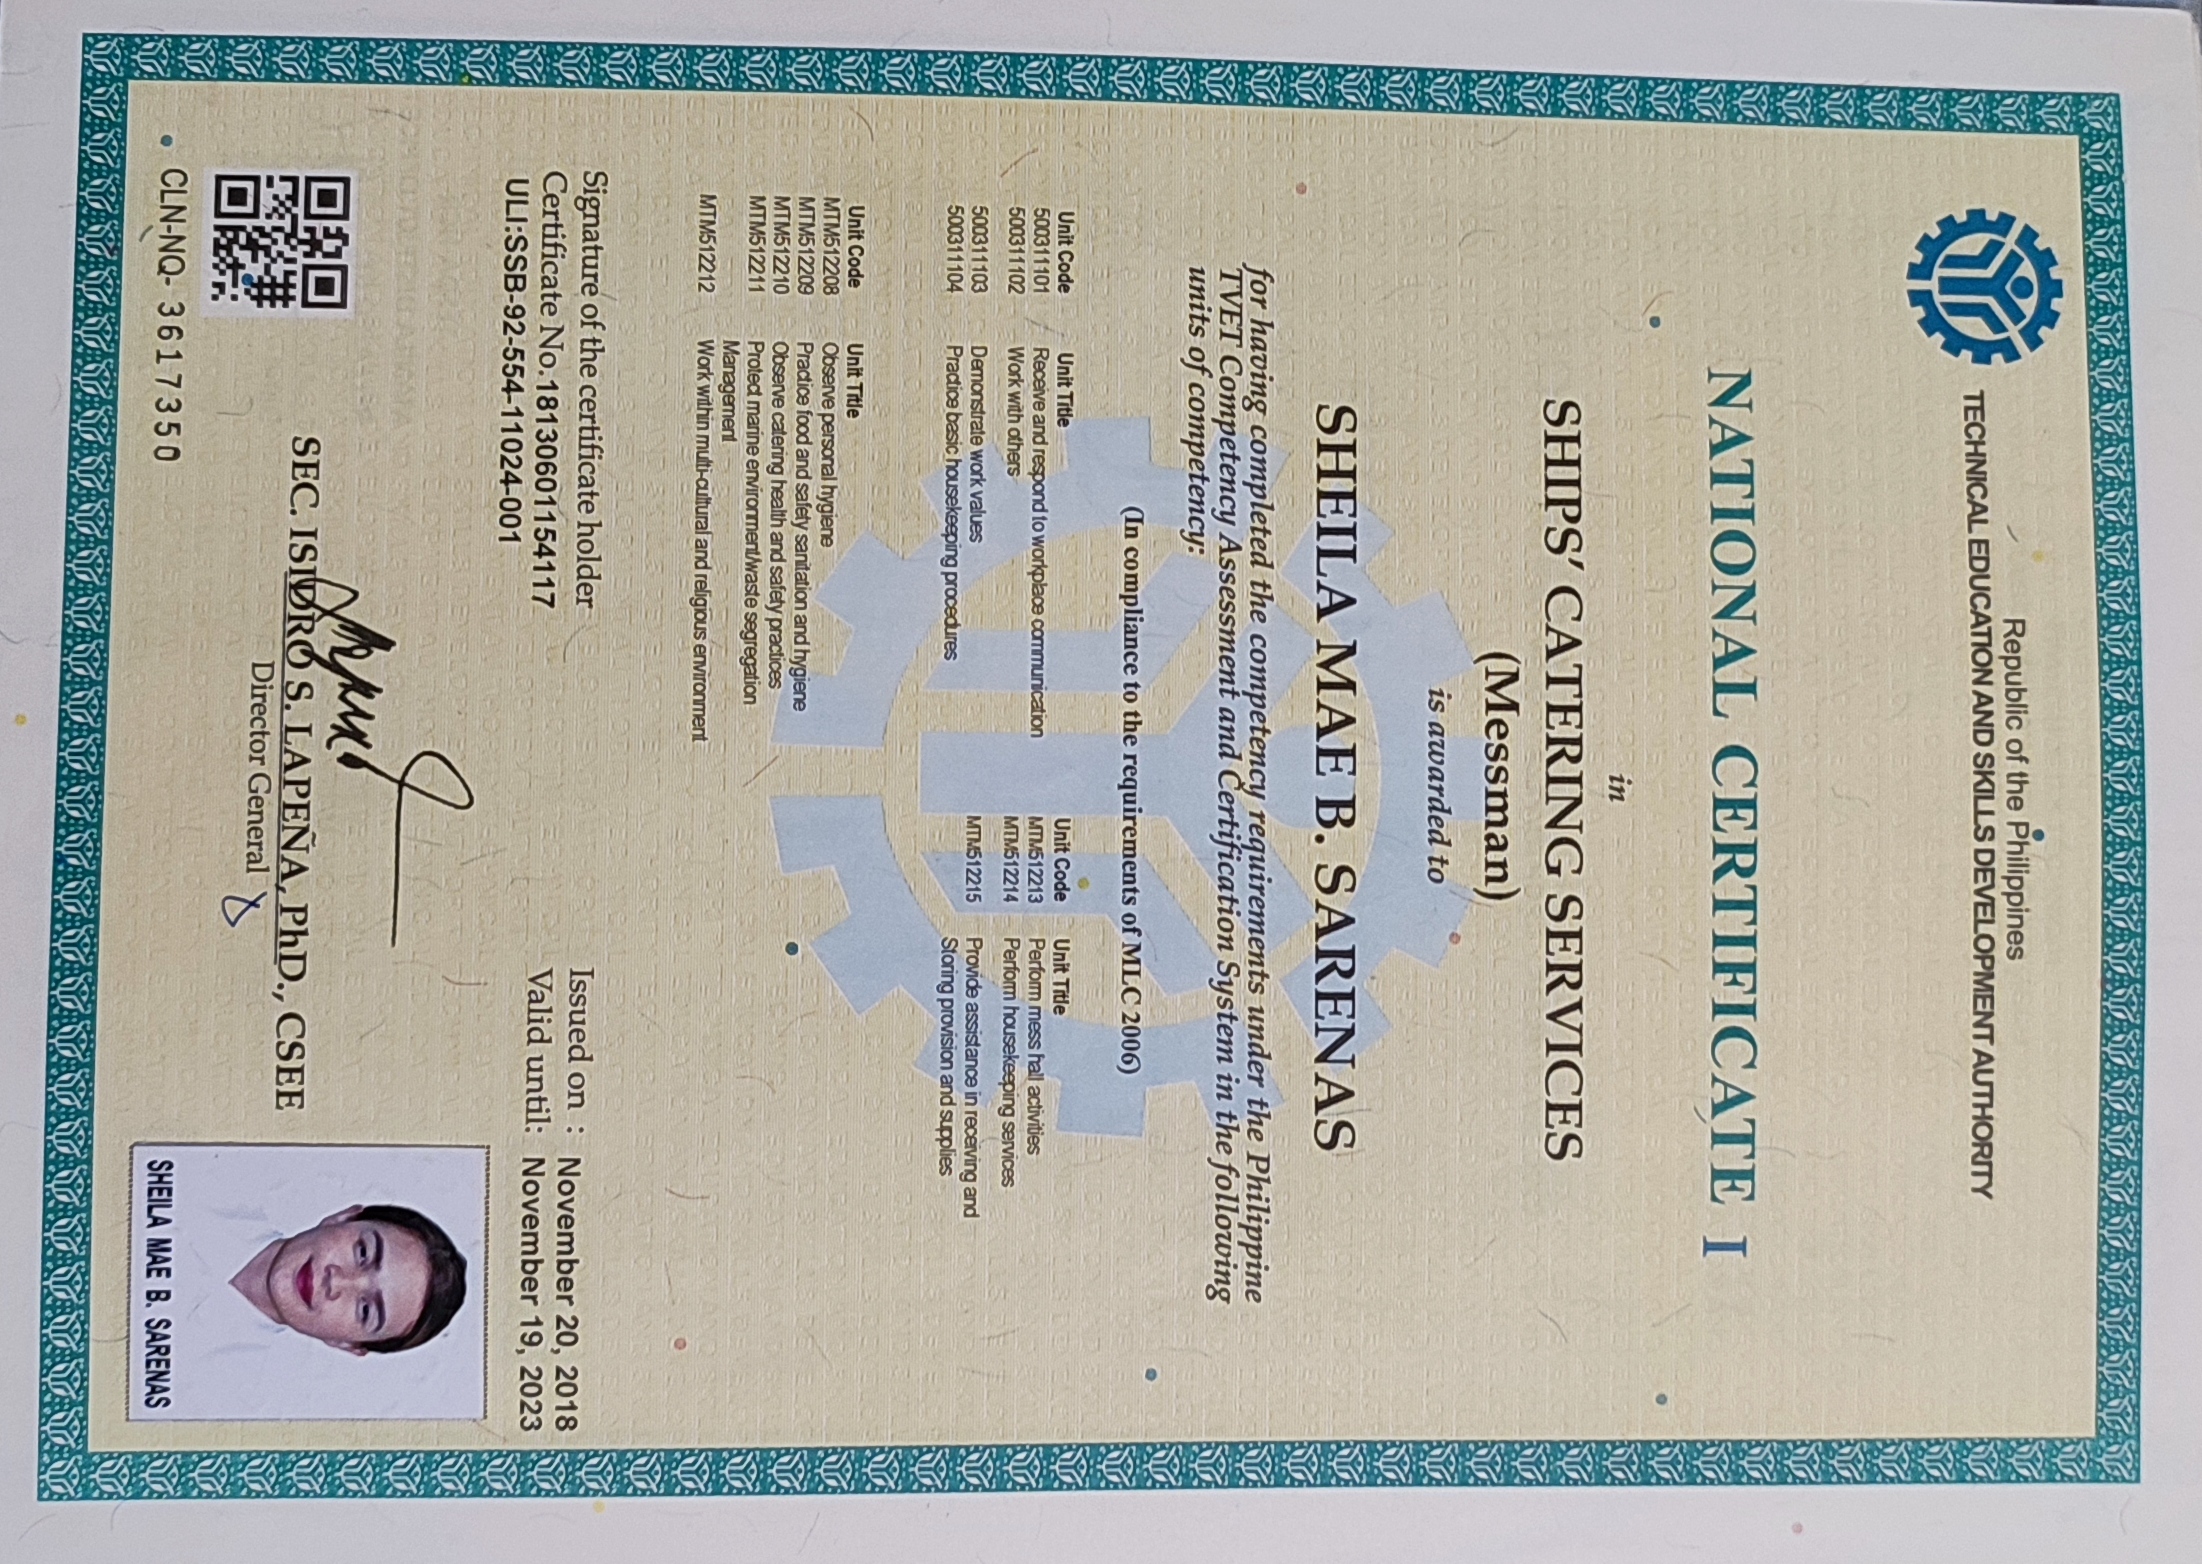 Republic of the Philippines
TECHNICAL EDUCATION AND SKILLS DEVELOPMENT AUTHORITY
NATIONAL CERTIFICATE I
in
SHIPS' CATERING SERVICES
(Messman)
is awarded to
SHEILA MAE B. SARENAS
for having completed the competency requirements under the Philippine
TVET Competency Assessment and Certification System in the following
units of competency:
(In compliance to the requirements of MLC 2006)
Unit Code Unit Title
500311101 Receive and respond to workplace communication
500311102 Work with others
500311103 Demonstrate work values
500311104 Practice basic housekeeping procedures
Unit Code Unit Title
MTM512208 Observe personal hygiene
MTM512209 Practice food and safety sanitation and hygiene
MTM512210 Observe catering health and safety practices
MTM512211 Protect marine environment/waste segregation
Management
MTM512212 Work within multi-cultural and religious environment
Unit Code Unit Title
MTM512213 Perform mess hall activities
MTM512214 Perform housekeeping services
MTM512215 Provide assistance in receiving and
Storing provision and supplies
Signature of the certificate holder
Certificate No.18130601154117
ULI:SSB-92-554-11024-001
Issued on : November 20, 2018
Valid until: November 19, 2023
SEC. ISIDRO S. LAPEÑA, PhD., CSEE
Director General
CLN-NQ- 3617350
SHEILA MAE B. SARENAS